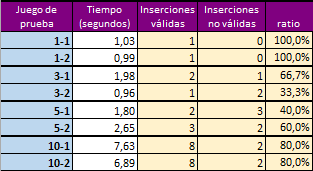 Juego de prueba Tiempo (segundos) Inserciones válidas Inserciones no válidas ratio
1-1 1,03 1 0 100,0%
1-2 0,99 1 0 100,0%
3-1 1,98 2 1 66,7%
3-2 0,96 1 2 33,3%
5-1 1,80 2 3 40,0%
5-2 2,65 3 2 60,0%
10-1 7,63 8 2 80,0%
10-2 6,89 8 2 80,0%